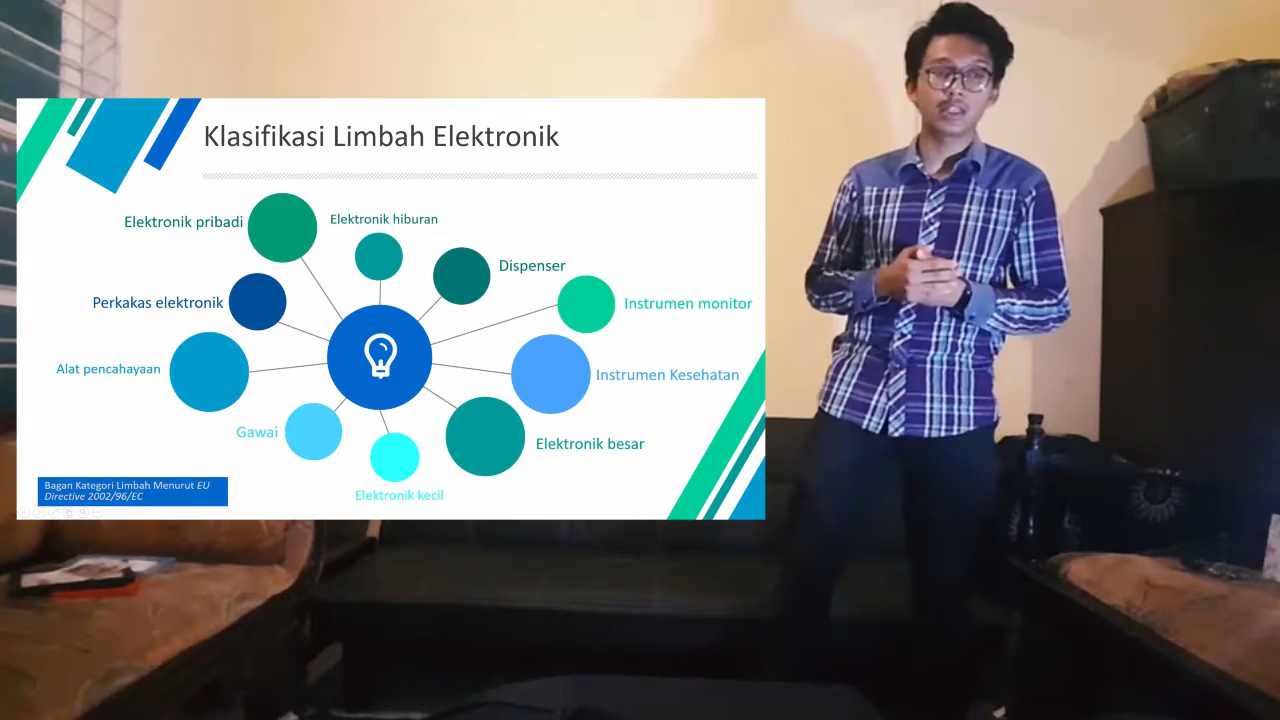 Klasifikasi Limbah Elektronik
Elektronik pribadi
Elektronik hiburan
Dispenser
Perkakas elektronik
Instrumen monitor
Alat pencahayaan
Instrumen Kesehatan
Gawai
Elektronik besar
Elektronik kecil
Bagan Kategori Limbah Menurut EU
Directive 2002/96/EC